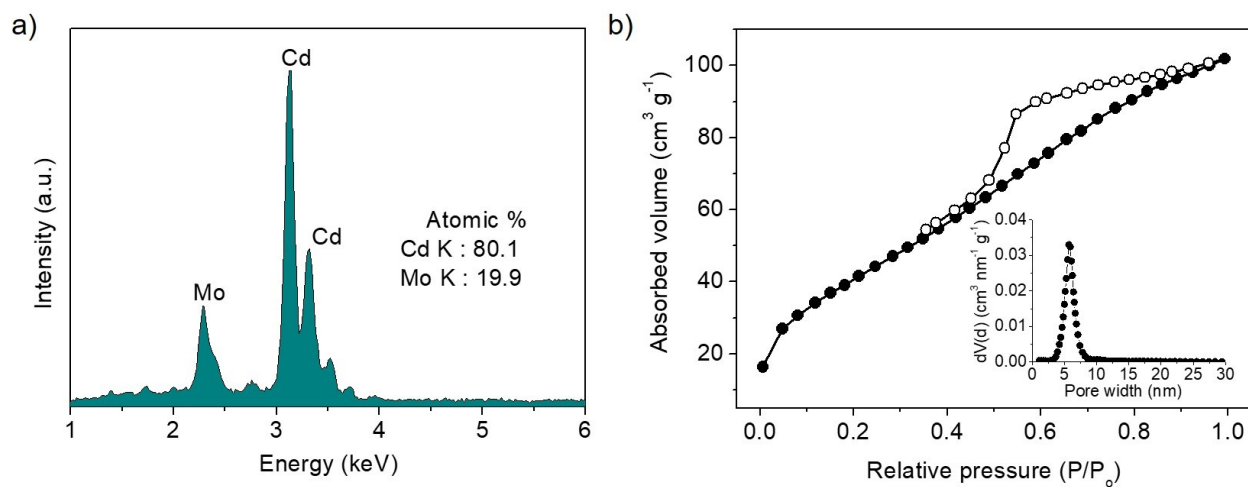 a)
Intensity (a.u.)
Mo
Cd
Cd
Atomic %
Cd K : 80.1
Mo K : 19.9
1 2 3 4 5 6
Energy (keV)
b)
Absorbed volume (cm³ g⁻¹)
100
80
60
40
20
0.0 0.2 0.4 0.6 0.8 1.0
Relative pressure (P/Pₒ)
dV(d) (cm³ nm⁻¹ g⁻¹)
0.04
0.03
0.02
0.01
0.00
0 5 10 15 20 25 30
Pore width (nm)